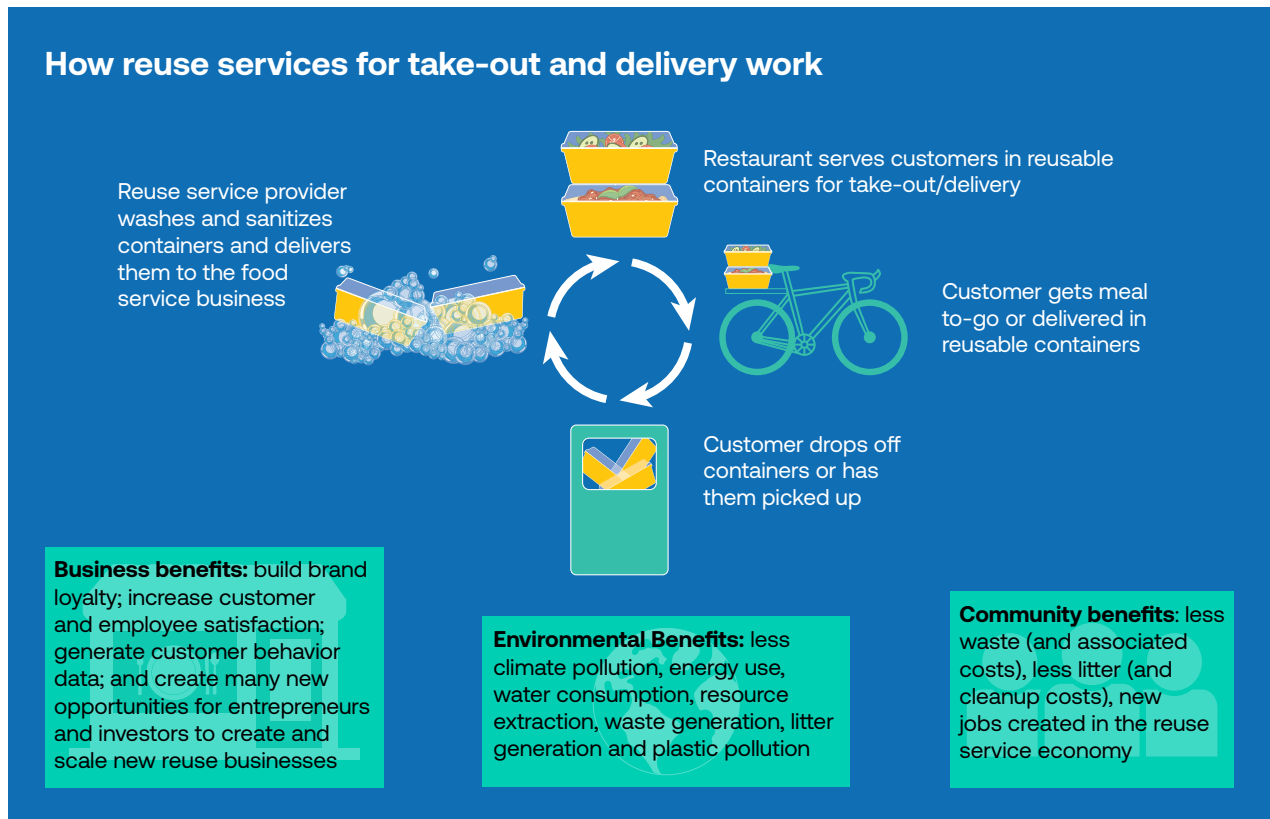 How reuse services for take-out and delivery work
Restaurant serves customers in reusable
containers for take-out/delivery
Customer gets meal
to-go or delivered in
reusable containers
Customer drops off
containers or has
them picked up
Reuse service provider
washes and sanitizes
containers and delivers
them to the food
service business
Business benefits: build brand
loyalty; increase customer
and employee satisfaction;
generate customer behavior
data; and create many new
opportunities for entrepreneurs
and investors to create and
scale new reuse businesses
Environmental Benefits: less
climate pollution, energy use,
water consumption, resource
extraction, waste generation, litter
generation and plastic pollution
Community benefits: less
waste (and associated
costs), less litter (and
cleanup costs), new
jobs created in the reuse
service economy